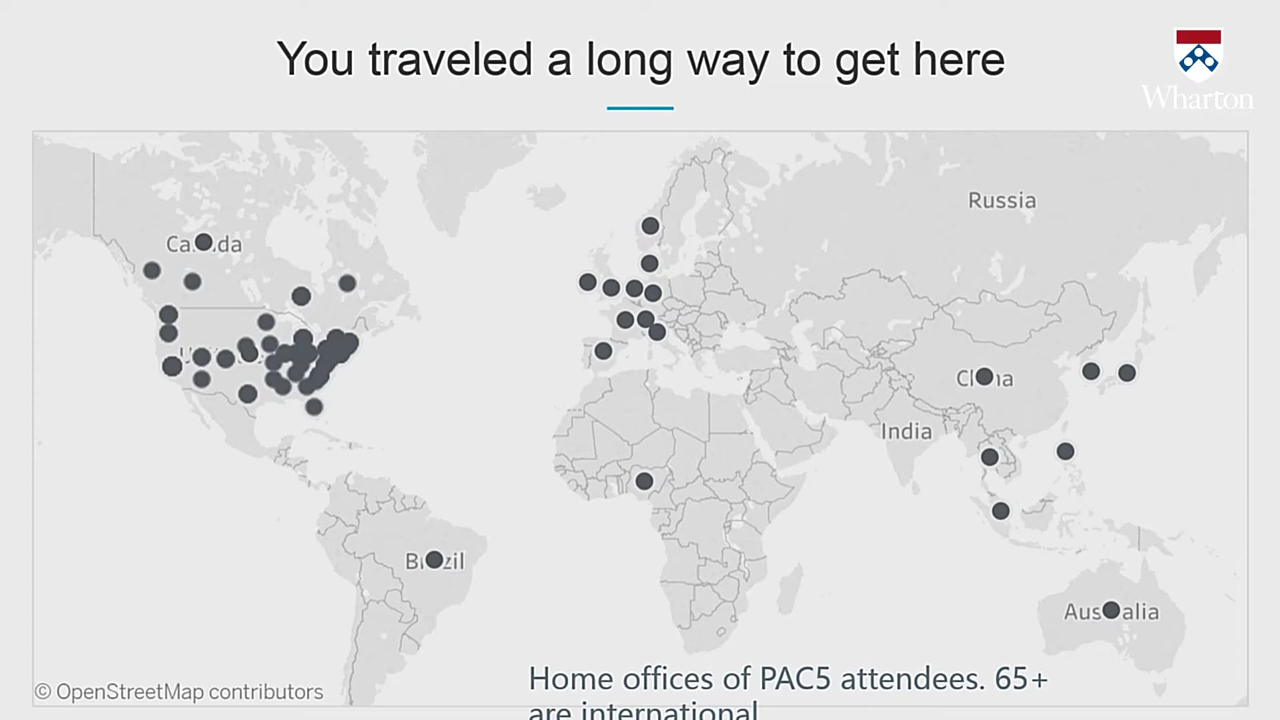 You traveled a long way to get here
Wharton
Russia
China
India
Brazil
Australia
© OpenStreetMap contributors
Home offices of PAC5 attendees. 65+
are international